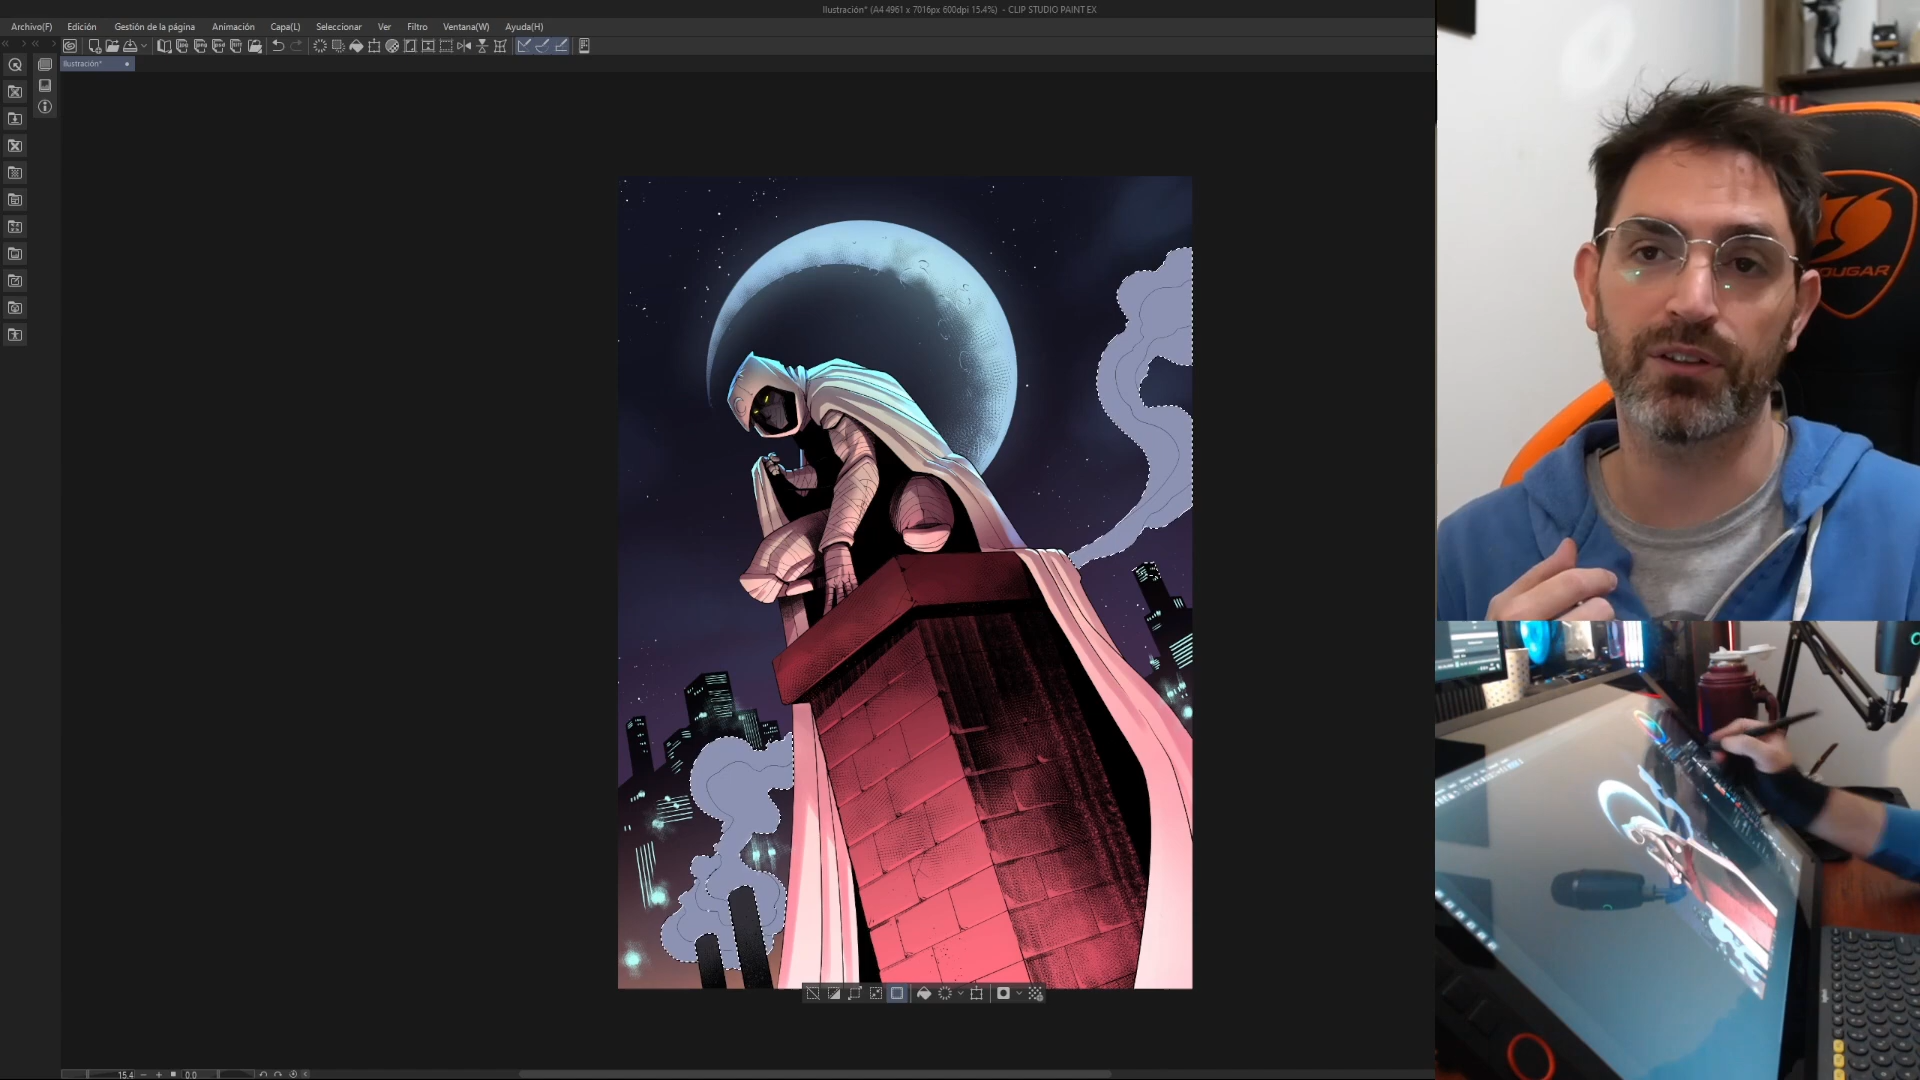 Ilustración* (A4 4961 x 7016px 600dpi 15.4%) - CLIP STUDIO PAINT EX
Archivo(F) Edición Gestión de la página Animación Capa(L) Seleccionar Ver Filtro Ventana(W) Ayuda(H)
Ilustración*
COUGAR
15.4
0.0